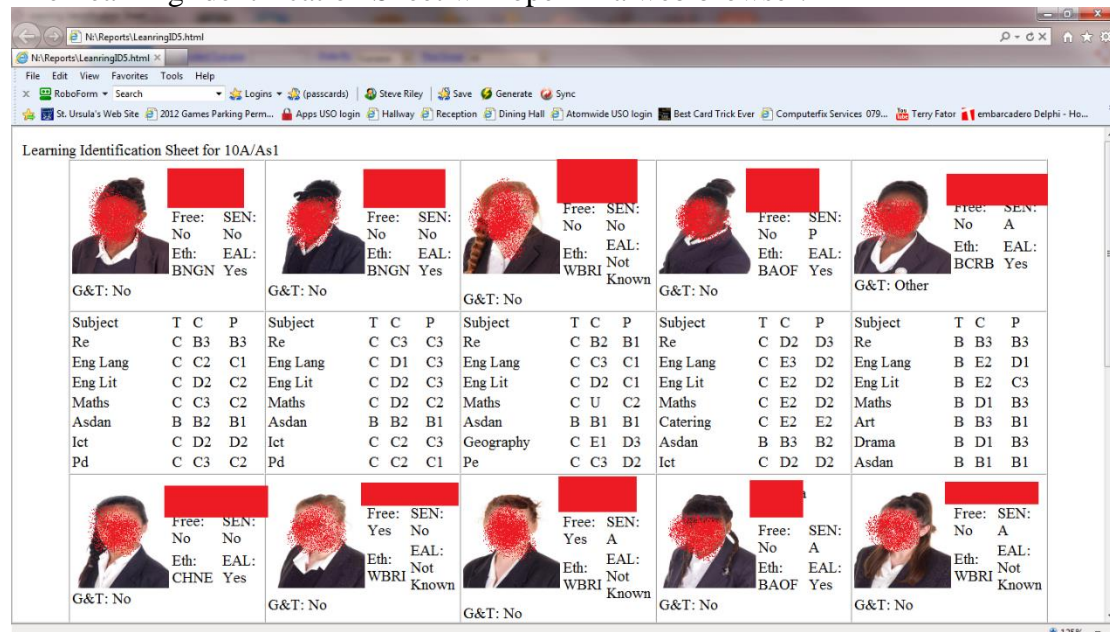 N:\Reports\LeanringID5.html
N:\Reports\LeanringID5.html
File Edit View Favorites Tools Help
x RoboForm Search Logins (passcards) Steve Riley Save Generate Sync
St. Ursula's Web Site 2012 Games Parking Perm... Apps USO login Hallway Reception Dining Hall Atomwide USO login Best Card Trick Ever Computerfix Services 079... Terry Fator embarcadero Delphi - Ho...
Learning Identification Sheet for 10A/As1
Free: SEN:
No No
Eth: EAL:
BNGN Yes
G&T: No
Free: SEN:
No No
Eth: EAL:
BNGN Yes
G&T: No
Free: SEN:
No No
Eth: EAL:
WBRI Not Known
G&T: No
Free: SEN:
No P
Eth: EAL:
BAOF Yes
G&T: No
Free: SEN:
No A
Eth: EAL:
BCRB Yes
G&T: Other
Subject T C P Subject T C P Subject T C P Subject T C P Subject T C P
Re C B3 B3 Re C C3 C3 Re C B2 B1 Re C D2 D3 Re B B3 B3
Eng Lang C C2 C1 Eng Lang C D1 C3 Eng Lang C C3 C1 Eng Lang C E3 D2 Eng Lang B E2 D1
Eng Lit C D2 C2 Eng Lit C D2 C3 Eng Lit C D2 C1 Eng Lit C E2 D2 Eng Lit B E2 C3
Maths C C3 C2 Maths C D2 C2 Maths C U C2 Maths C E2 D2 Maths B D1 B3
Asdan B B2 B1 Asdan B B2 B1 Asdan B B1 B1 Catering C E2 E2 Art B B3 B1
Ict C D2 D2 Ict C C2 C3 Geography C E1 D3 Asdan B B3 B2 Drama B D1 B3
Pd C C3 C2 Pd C C2 C1 Pe C C3 D2 Ict C D2 D2 Asdan B B1 B1
Free: SEN:
No No
Eth: EAL:
CHNE Yes
G&T: No
Free: SEN:
Yes No
Eth: EAL:
WBRI Not Known
G&T: No
Free: SEN:
Yes A
Eth: EAL:
WBRI Not Known
G&T: No
Free: SEN:
No A
Eth: EAL:
BAOF Yes
G&T: No
Free: SEN:
No A
Eth: EAL:
WBRI Not Known
G&T: No